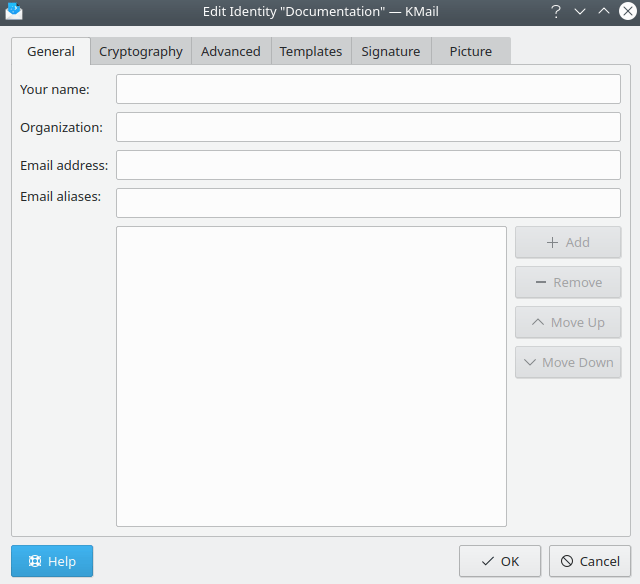 Edit Identity "Documentation" — KMail
General Cryptography Advanced Templates Signature Picture
Your name:
Organization:
Email address:
Email aliases:
Add
Remove
Move Up
Move Down
Help OK Cancel